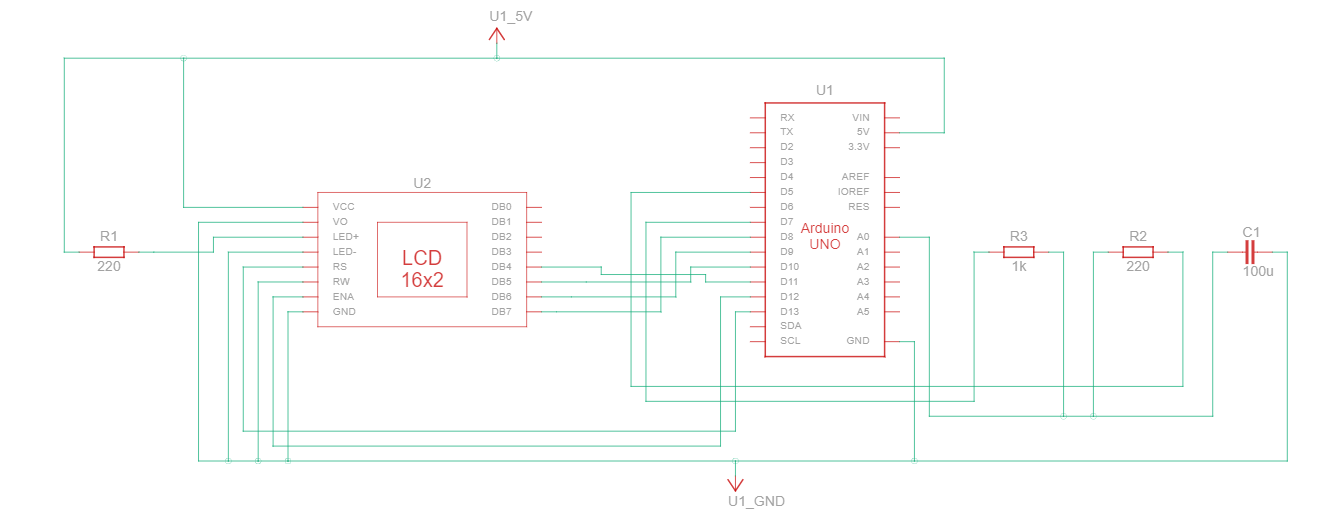 U1_5V
U1
RX
VIN
TX
5V
D2
3.3V
D3
D4
AREF
D5
IOREF
D6
RES
D7
D8
A0
D9
A1
D10
A2
D11
A3
D12
A4
D13
A5
SDA
SCL
GND
Arduino
UNO
U2
VCC
DB0
VO
DB1
LED+
DB2
LED-
DB3
RS
DB4
RW
DB5
ENA
DB6
GND
DB7
LCD
16x2
R1
220
R3
1k
R2
220
C1
100u
U1_GND